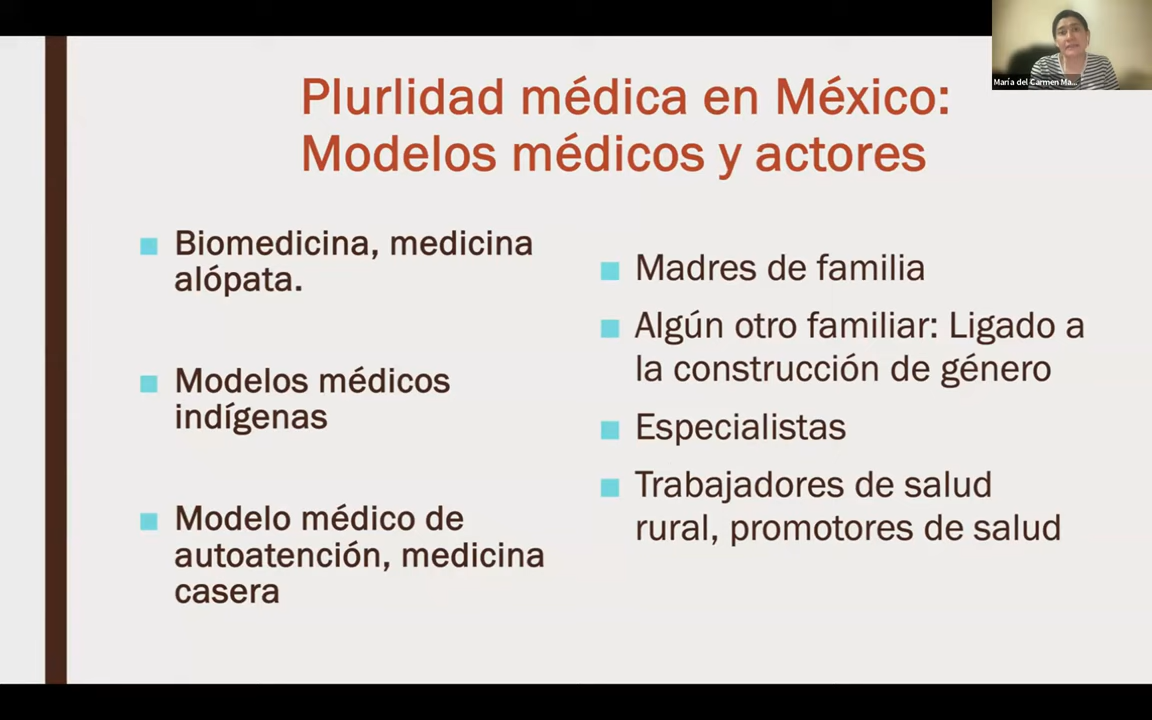 María del Carmen Ma...
Plurlidad médica en México:
Modelos médicos y actores
Biomedicina, medicina
alópata.
Modelos médicos
indígenas
Modelo médico de
autoatención, medicina
casera
Madres de familia
Algún otro familiar: Ligado a
la construcción de género
Especialistas
Trabajadores de salud
rural, promotores de salud